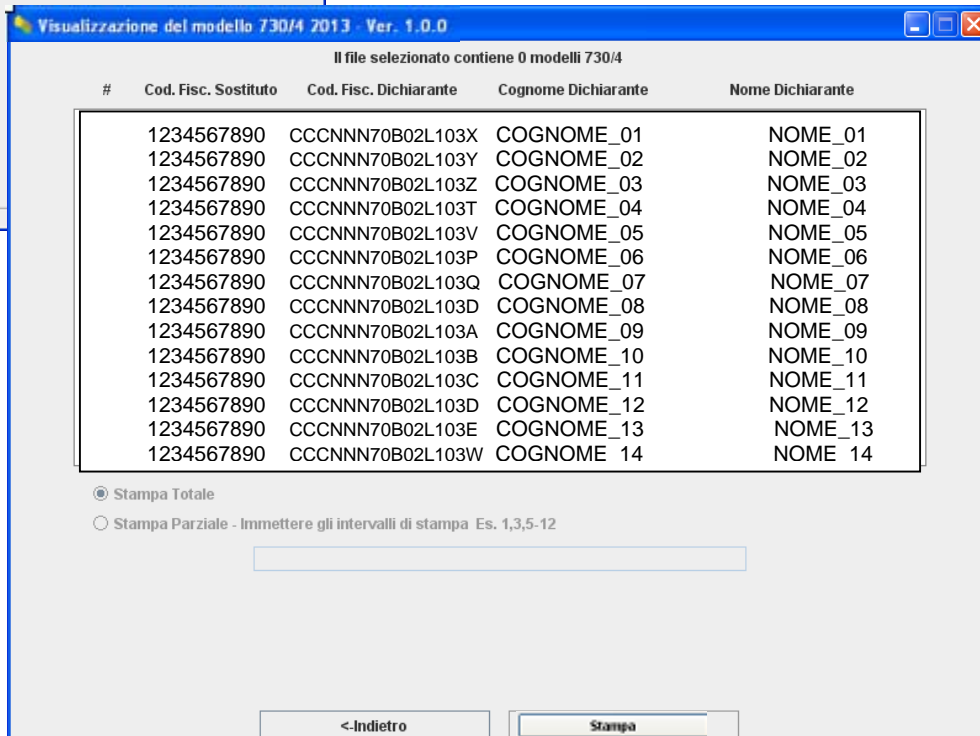 Visualizzazione del modello 730/4 2013 - Ver. 1.0.0
Il file selezionato contiene 0 modelli 730/4
# Cod. Fisc. Sostituto Cod. Fisc. Dichiarante Cognome Dichiarante Nome Dichiarante
1234567890 CCCNNN70B02L103X COGNOME_01 NOME_01
1234567890 CCCNNN70B02L103Y COGNOME_02 NOME_02
1234567890 CCCNNN70B02L103Z COGNOME_03 NOME_03
1234567890 CCCNNN70B02L103T COGNOME_04 NOME_04
1234567890 CCCNNN70B02L103V COGNOME_05 NOME_05
1234567890 CCCNNN70B02L103P COGNOME_06 NOME_06
1234567890 CCCNNN70B02L103Q COGNOME_07 NOME_07
1234567890 CCCNNN70B02L103D COGNOME_08 NOME_08
1234567890 CCCNNN70B02L103A COGNOME_09 NOME_09
1234567890 CCCNNN70B02L103B COGNOME_10 NOME_10
1234567890 CCCNNN70B02L103C COGNOME_11 NOME_11
1234567890 CCCNNN70B02L103D COGNOME_12 NOME_12
1234567890 CCCNNN70B02L103E COGNOME_13 NOME_13
1234567890 CCCNNN70B02L103W COGNOME_14 NOME_14
Stampa Totale
Stampa Parziale - Immettere gli intervalli di stampa Es. 1,3,5-12
<-Indietro Stampa